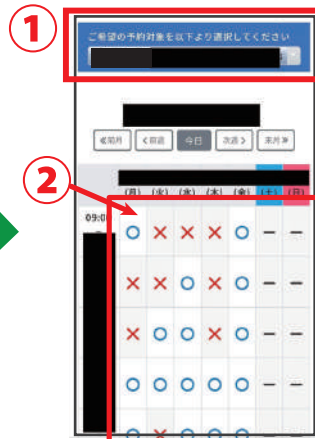 ①
ご希望の予約対象を以下より選択してください
≪前月 <前週 今日 次週> 来月≫
②
(月) (火) (水) (木) (金) (土) (日)
09:0
○ × × × ○ − −
× × ○ × ○ − −
× ○ ○ × ○ − −
○ ○ ○ ○ ○ − −
○ × ○ ○ ○ − −